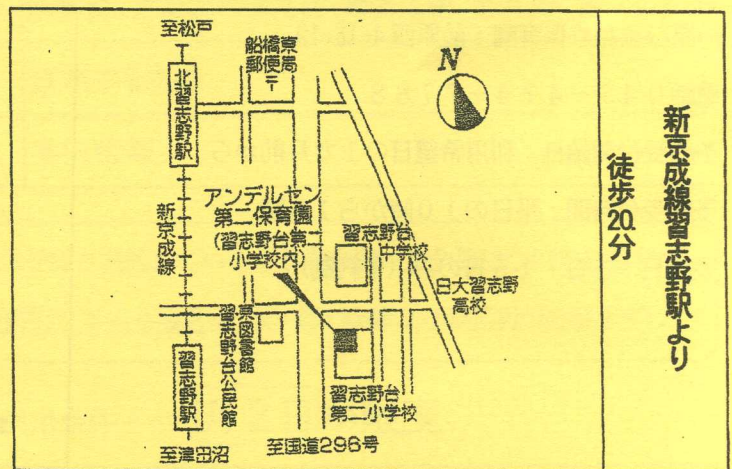 新京成線習志野駅より
徒歩20分
至松戸
北習志野駅
新京成線
習志野駅
至津田沼
船橋東
郵便局
〒
N
アンデルセン
第二保育園
(習志野台第二
小学校内)
習志野台
中学校
日大習志野
高校
東図書館
習志野台公民館
習志野台
第二小学校
至国道296号